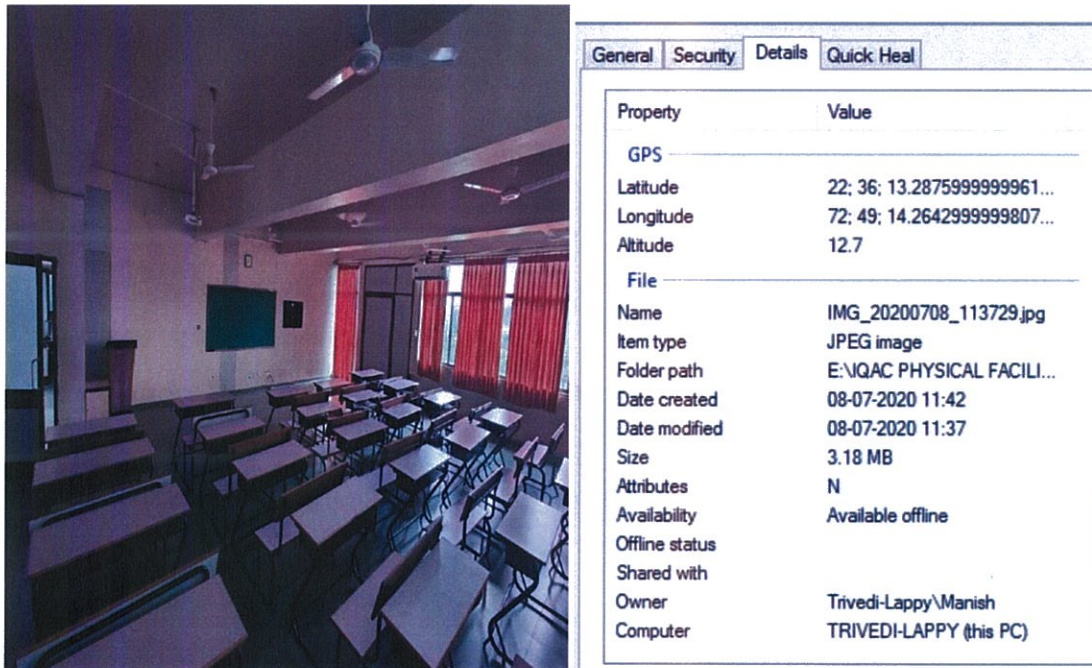 General Security Details Quick Heal
Property Value
GPS
Latitude 22; 36; 13.2875999999961...
Longitude 72; 49; 14.2642999999807...
Altitude 12.7
File
Name IMG_20200708_113729.jpg
Item type JPEG image
Folder path E:\IQAC PHYSICAL FACILI...
Date created 08-07-2020 11:42
Date modified 08-07-2020 11:37
Size 3.18 MB
Attributes N
Availability Available offline
Offline status
Shared with
Owner Trivedi-Lappy\Manish
Computer TRIVEDI-LAPPY (this PC)